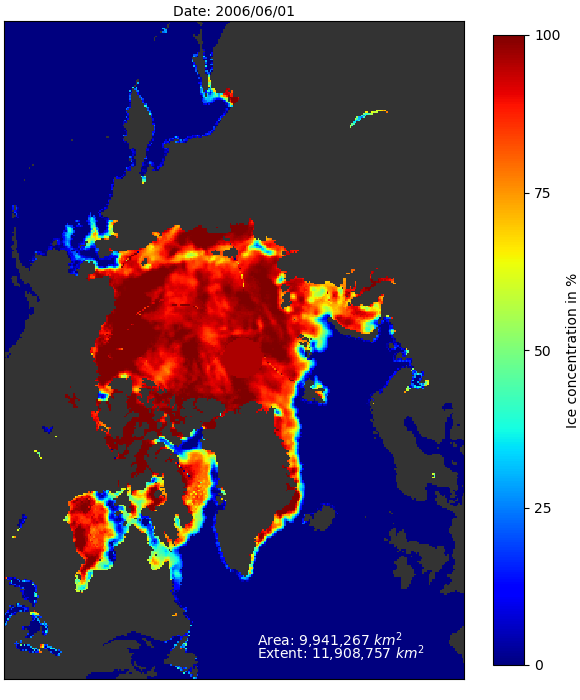 Date: 2006/06/01
100
75
50
25
0
Ice concentration in %
Area: 9,941,267 km²
Extent: 11,908,757 km²